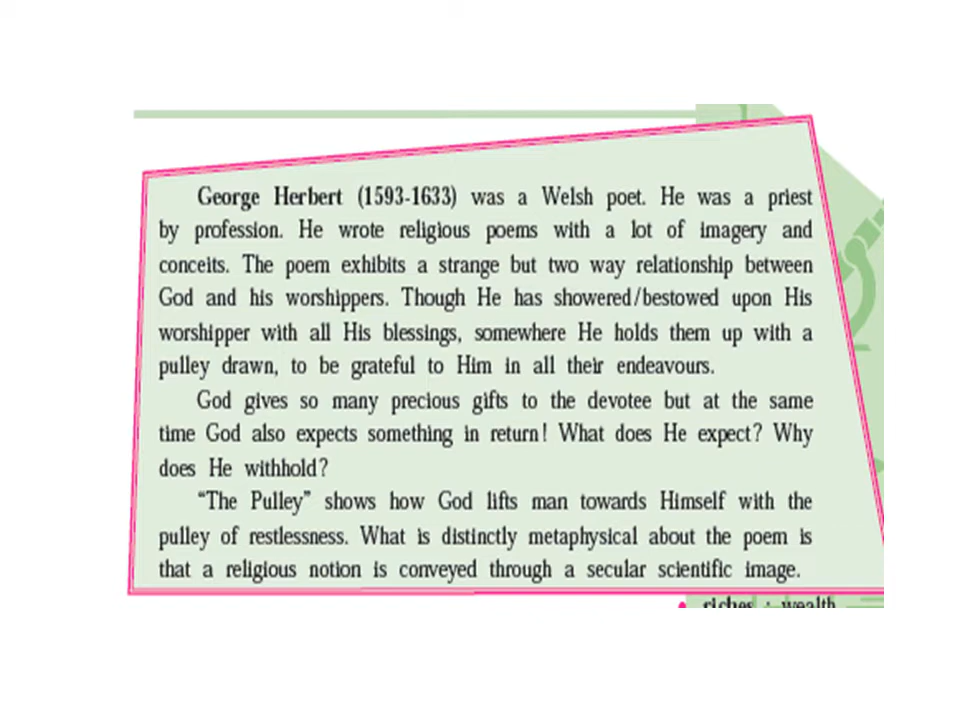 George Herbert (1593-1633) was a Welsh poet. He was a priest
by profession. He wrote religious poems with a lot of imagery and
conceits. The poem exhibits a strange but two way relationship between
God and his worshippers. Though He has showered/bestowed upon His
worshipper with all His blessings, somewhere He holds them up with a
pulley drawn, to be grateful to Him in all their endeavours.
God gives so many precious gifts to the devotee but at the same
time God also expects something in return! What does He expect? Why
does He withhold?
“The Pulley” shows how God lifts man towards Himself with the
pulley of restlessness. What is distinctly metaphysical about the poem is
that a religious notion is conveyed through a secular scientific image.
riches : wealth